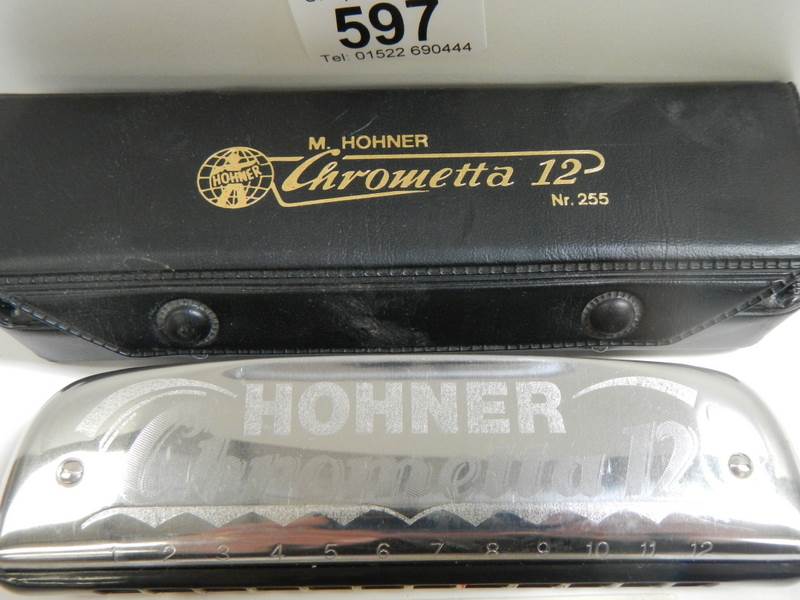 597
Tel: 01522 690444
M. HOHNER
HOHNER
Chrometta 12
Nr. 255
HOHNER
Chrometta 12
1 2 3 4 5 6 7 8 9 10 11 12